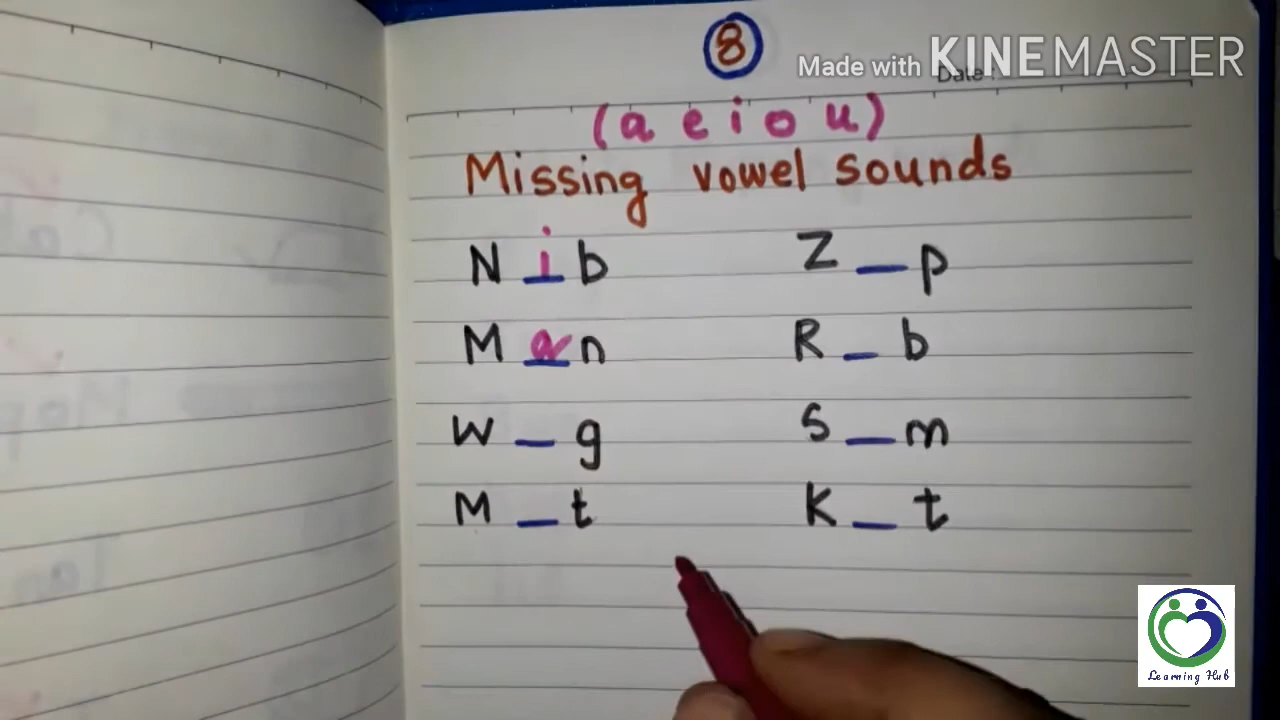 8
Made with KINEMASTER
Date :
(a e i o u)
Missing vowel sounds
N i b Z _ p
M a n R _ b
W _ g S _ m
M _ t K _ t
Learning Hub